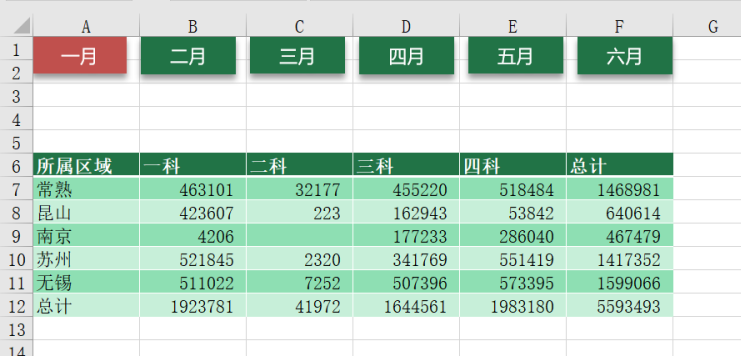 A B C D E F G
1 一月 二月 三月 四月 五月 六月
2
3
4
5
6 所属区域 一科 二科 三科 四科 总计
7 常熟 463101 32177 455220 518484 1468981
8 昆山 423607 223 162943 53842 640614
9 南京 4206 177233 286040 467479
10 苏州 521845 2320 341769 551419 1417352
11 无锡 511022 7252 507396 573395 1599066
12 总计 1923781 41972 1644561 1983180 5593493
13
14